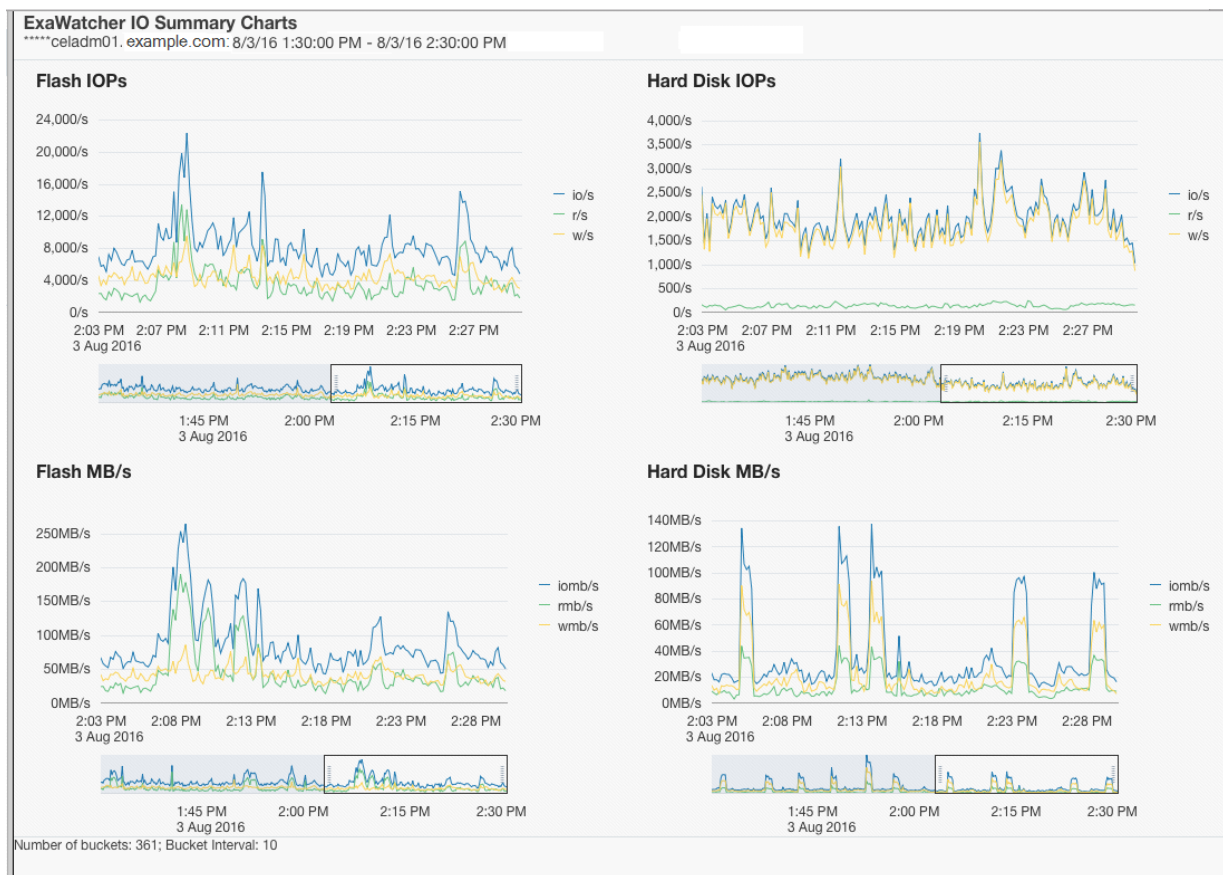 ExaWatcher IO Summary Charts
*****celadm01. example.com: 8/3/16 1:30:00 PM - 8/3/16 2:30:00 PM
Flash IOPs
24,000/s
20,000/s
16,000/s
12,000/s
8,000/s
4,000/s
0/s
io/s
r/s
w/s
2:03 PM 2:07 PM 2:11 PM 2:15 PM 2:19 PM 2:23 PM 2:27 PM
3 Aug 2016
1:45 PM 2:00 PM 2:15 PM 2:30 PM
3 Aug 2016
Hard Disk IOPs
4,000/s
3,500/s
3,000/s
2,500/s
2,000/s
1,500/s
1,000/s
500/s
0/s
io/s
r/s
w/s
2:03 PM 2:07 PM 2:11 PM 2:15 PM 2:19 PM 2:23 PM 2:27 PM
3 Aug 2016
1:45 PM 2:00 PM 2:15 PM 2:30 PM
3 Aug 2016
Flash MB/s
250MB/s
200MB/s
150MB/s
100MB/s
50MB/s
0MB/s
iomb/s
rmb/s
wmb/s
2:03 PM 2:08 PM 2:13 PM 2:18 PM 2:23 PM 2:28 PM
3 Aug 2016
1:45 PM 2:00 PM 2:15 PM 2:30 PM
3 Aug 2016
Hard Disk MB/s
140MB/s
120MB/s
100MB/s
80MB/s
60MB/s
40MB/s
20MB/s
0MB/s
iomb/s
rmb/s
wmb/s
2:03 PM 2:08 PM 2:13 PM 2:18 PM 2:23 PM 2:28 PM
3 Aug 2016
1:45 PM 2:00 PM 2:15 PM 2:30 PM
3 Aug 2016
Number of buckets: 361; Bucket Interval: 10